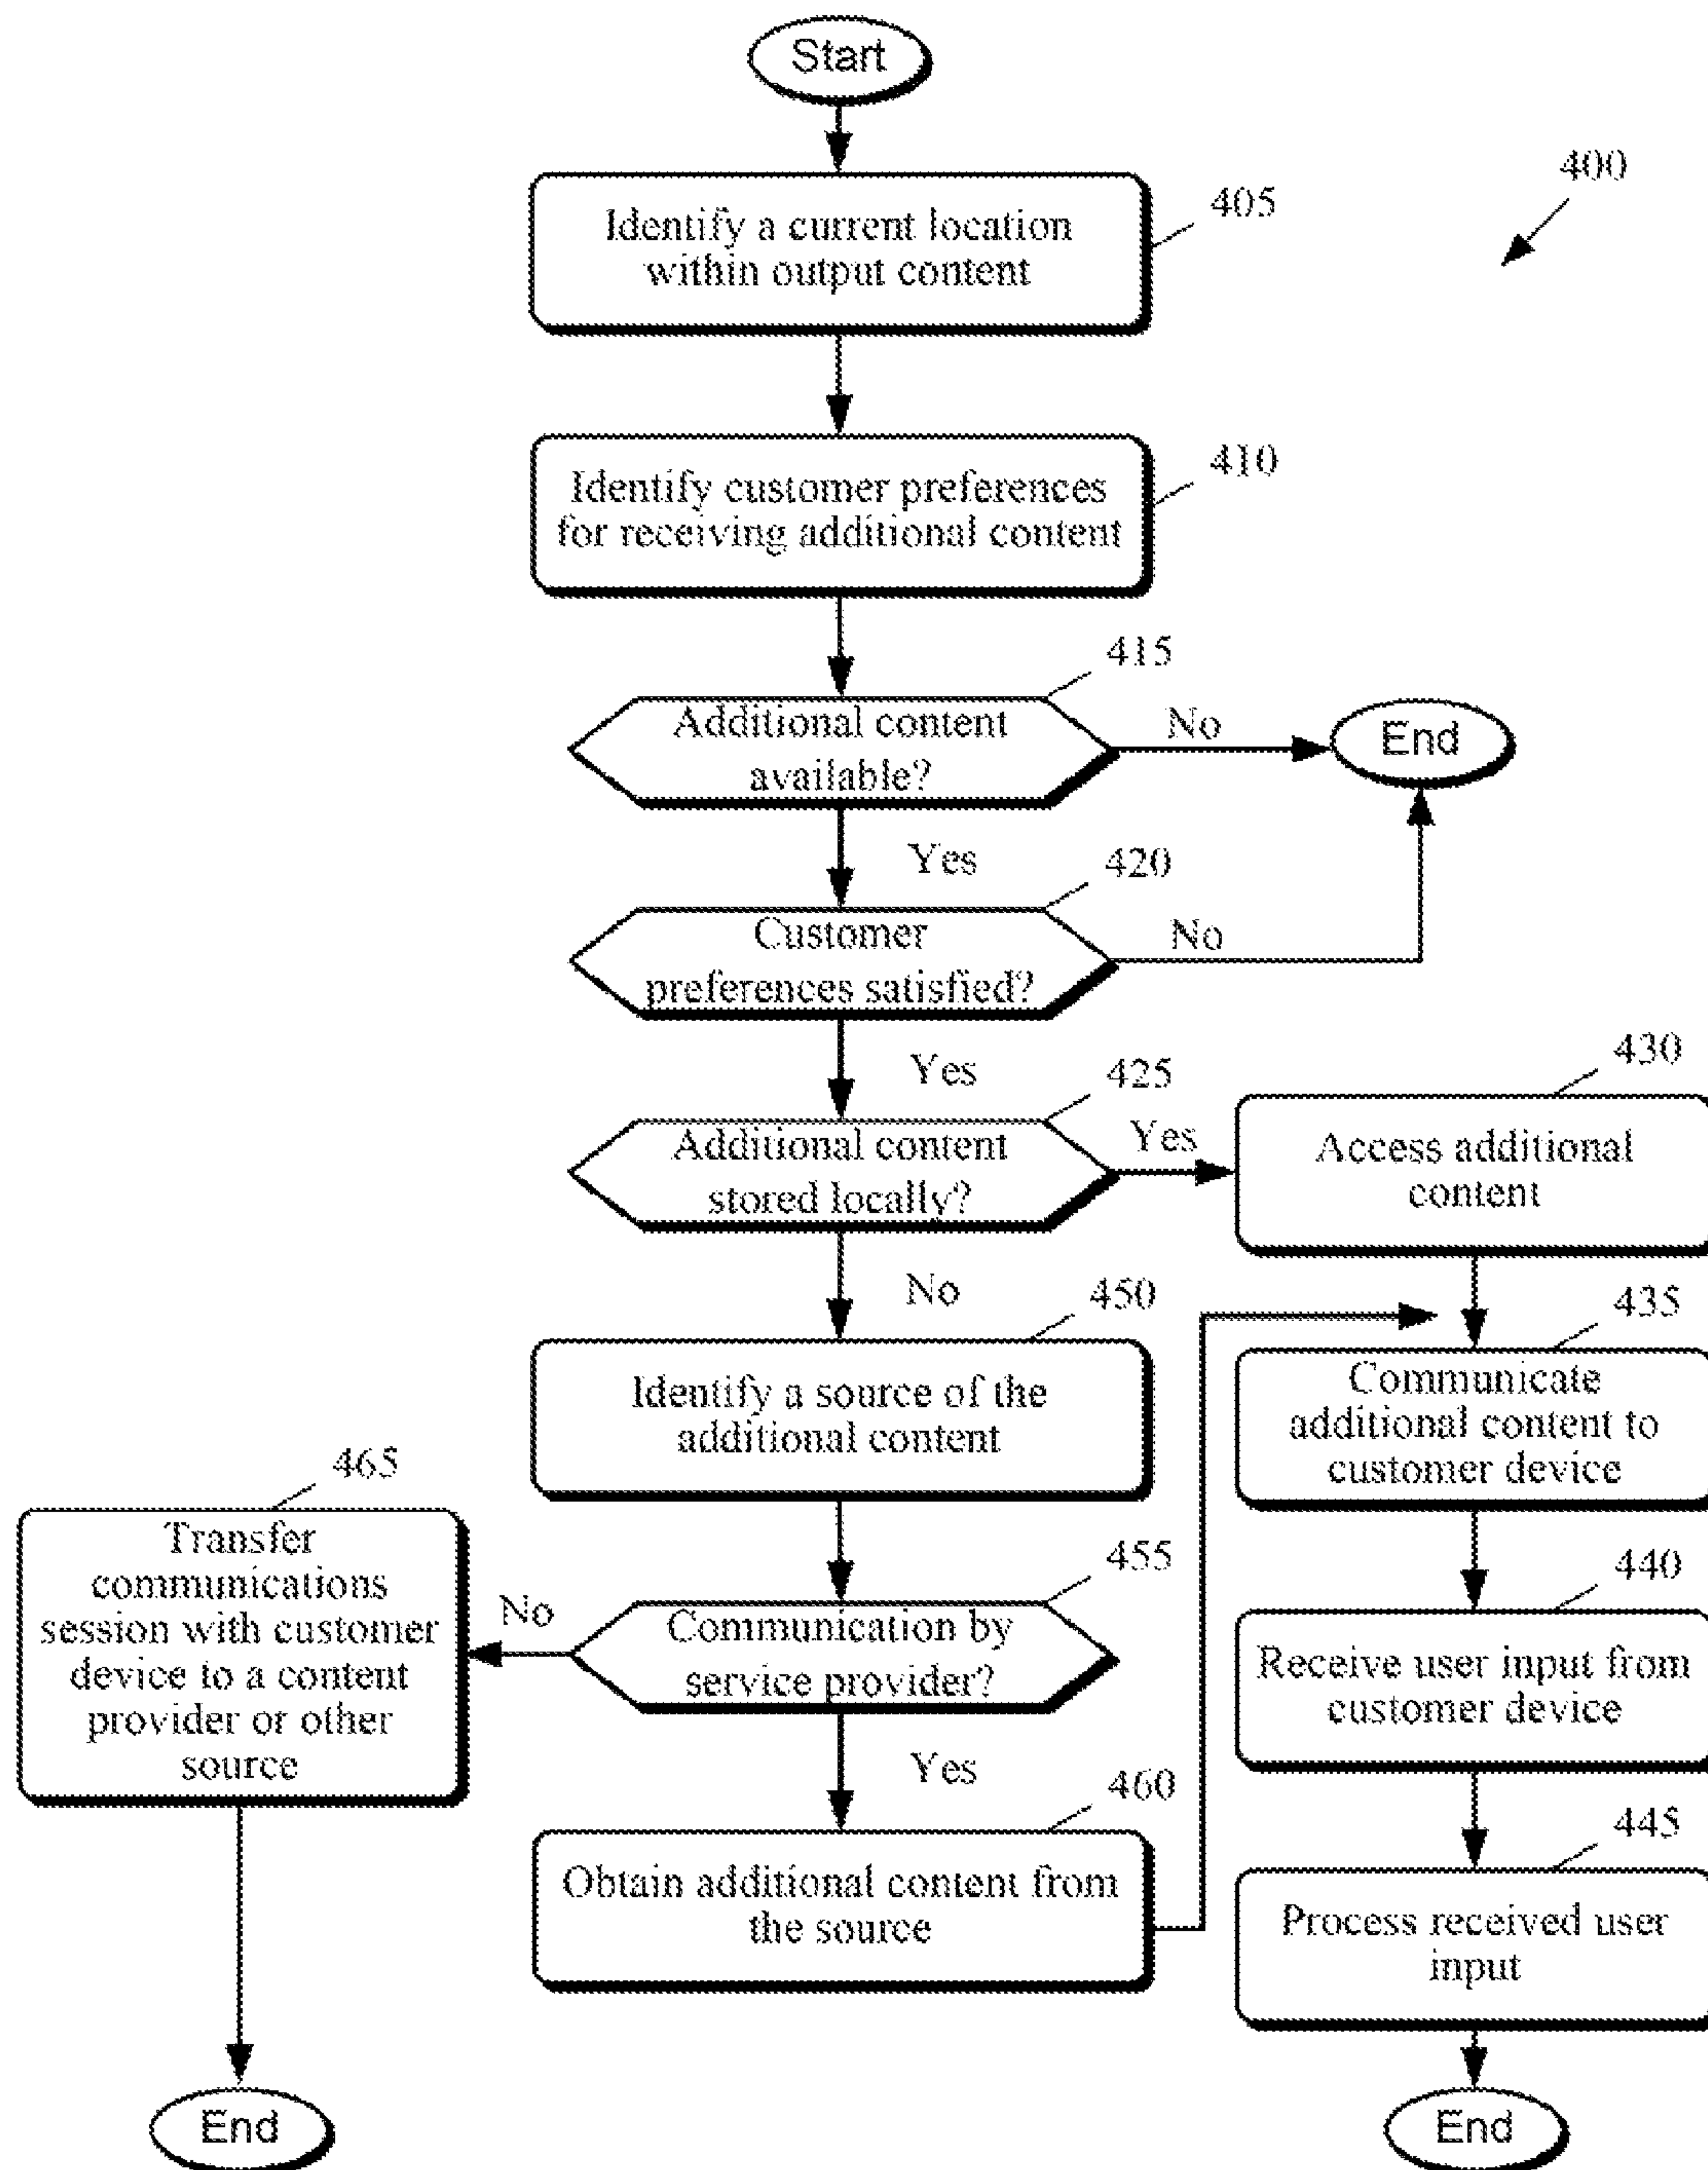 Start
400
405
Identify a current location
within output content
410
Identify customer preferences
for receiving additional content
415
Additional content
available?
No
End
Yes
420
Customer
preferences satisfied?
No
Yes
425
Additional content
stored locally?
Yes
430
Access additional
content
No
450
Identify a source of the
additional content
435
Communicate
additional content to
customer device
465
Transfer
communications
session with customer
device to a content
provider or other
source
No
455
Communication by
service provider?
440
Receive user input from
customer device
Yes
460
Obtain additional content from
the source
445
Process received user
input
End
End